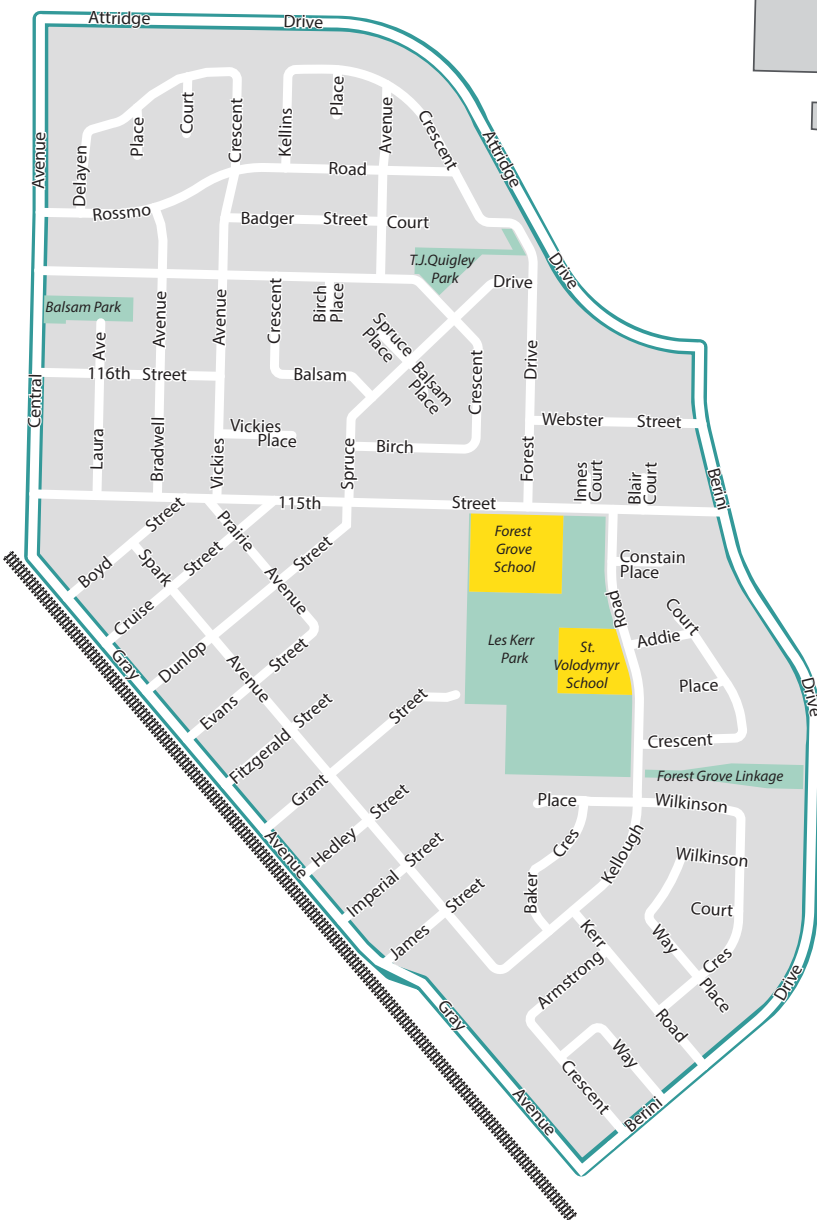 Attridge Drive
Avenue
Delayen
Place
Court
Crescent
Kellins
Place
Avenue
Crescent
Attridge
Drive
Rossmo
Road
Badger Street Court
T.J.Quigley
Park
Drive
Balsam Park
Ave
Avenue
Avenue
Crescent
Birch
Place
Spruce
Place
Balsam
Place
Crescent
Drive
116th Street
Balsam
Central
Laura
Bradwell
Vickies
Vickies
Place
Spruce
Birch
Forest
Webster Street
Innes
Court
Blair
Court
Berini
115th Street
Boyd Street
Spark
Prairie
Avenue
Cruise Street
Dunlop Street
Forest
Grove
School
Constain
Place
Road
Les Kerr
Park
St.
Volodymyr
School
Addie
Court
Place
Crescent
Drive
Gray
Avenue
Evans Street
Fitzgerald Street
Grant Street
Forest Grove Linkage
Place
Wilkinson
Avenue
Hedley Street
Cres
Kellough
Wilkinson
Imperial Street
Baker
Court
James Street
Kerr
Way
Cres
Place
Armstrong
Road
Drive
Gray
Way
Crescent
Avenue
Berini